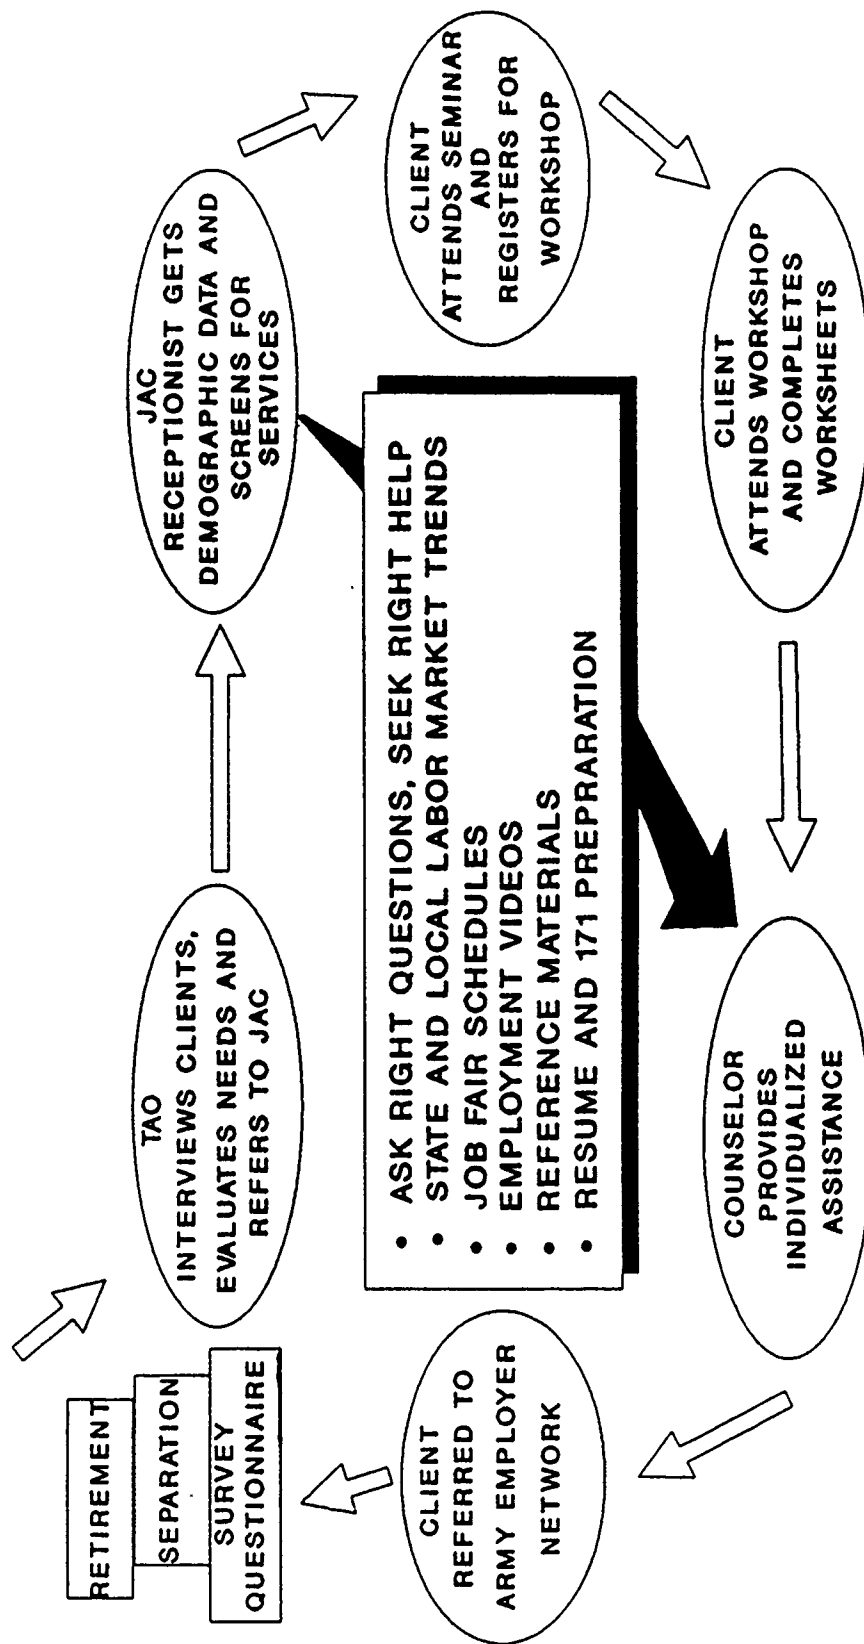 RETIREMENT
SEPARATION
SURVEY
QUESTIONNAIRE
TAO
INTERVIEWS CLIENTS,
EVALUATES NEEDS AND
REFERS TO JAC
JAC
RECEPTIONIST GETS
DEMOGRAPHIC DATA AND
SCREENS FOR
SERVICES
CLIENT
ATTENDS SEMINAR
AND
REGISTERS FOR
WORKSHOP
CLIENT
ATTENDS WORKSHOP
AND COMPLETES
WORKSHEETS
COUNSELOR
PROVIDES
INDIVIDUALIZED
ASSISTANCE
CLIENT
REFERRED TO
ARMY EMPLOYER
NETWORK
• ASK RIGHT QUESTIONS, SEEK RIGHT HELP
• STATE AND LOCAL LABOR MARKET TRENDS
• JOB FAIR SCHEDULES
• EMPLOYMENT VIDEOS
• REFERENCE MATERIALS
• RESUME AND 171 PREPRARATION